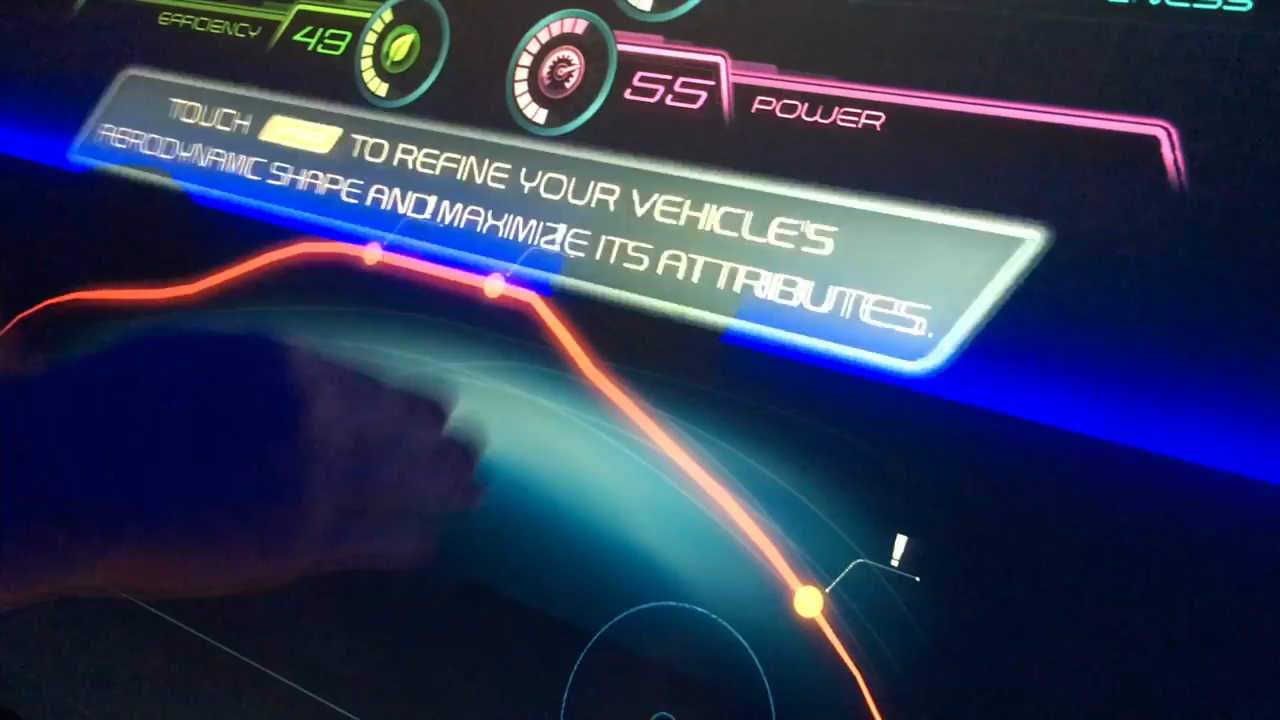 EFFICIENCY 43
55 POWER
TOUCH TO REFINE YOUR VEHICLE'S
AERODYNAMIC SHAPE AND MAXIMIZE ITS ATTRIBUTES.
!